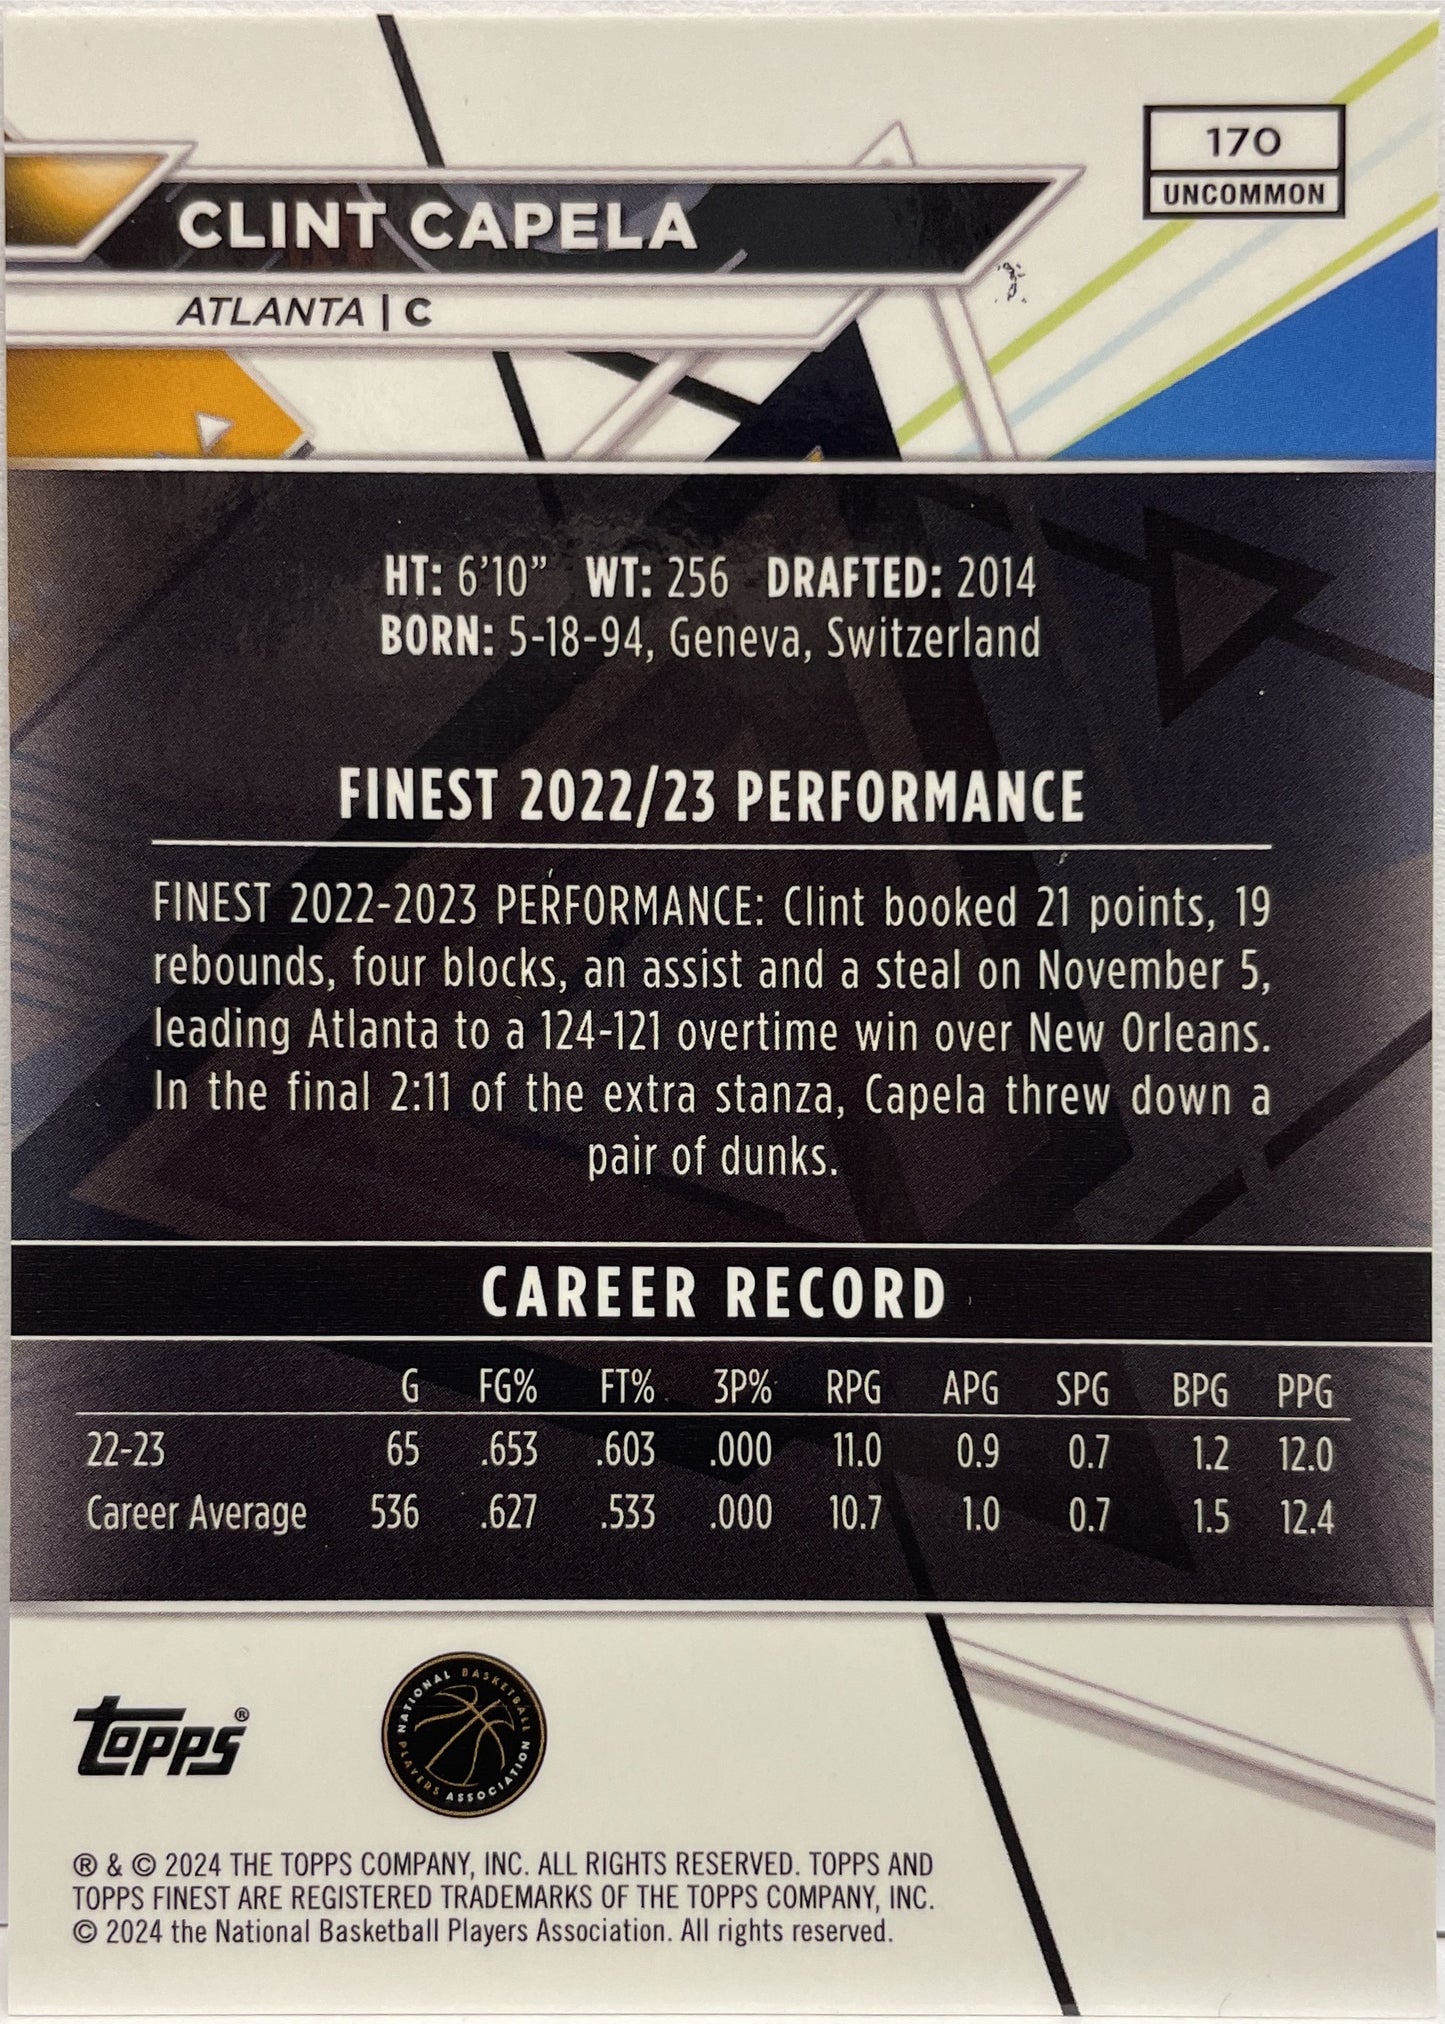 170
UNCOMMON
CLINT CAPELA
ATLANTA | C
HT: 6'10" WT: 256 DRAFTED: 2014
BORN: 5-18-94, Geneva, Switzerland
FINEST 2022/23 PERFORMANCE
FINEST 2022-2023 PERFORMANCE: Clint booked 21 points, 19
rebounds, four blocks, an assist and a steal on November 5,
leading Atlanta to a 124-121 overtime win over New Orleans.
In the final 2:11 of the extra stanza, Capela threw down a
pair of dunks.
CAREER RECORD
G FG% FT% 3P% RPG APG SPG BPG PPG
22-23 65 .653 .603 .000 11.0 0.9 0.7 1.2 12.0
Career Average 536 .627 .533 .000 10.7 1.0 0.7 1.5 12.4
topps®
NATIONAL BASKETBALL PLAYERS ASSOCIATION
® & © 2024 THE TOPPS COMPANY, INC. ALL RIGHTS RESERVED. TOPPS AND
TOPPS FINEST ARE REGISTERED TRADEMARKS OF THE TOPPS COMPANY, INC.
© 2024 the National Basketball Players Association. All rights reserved.